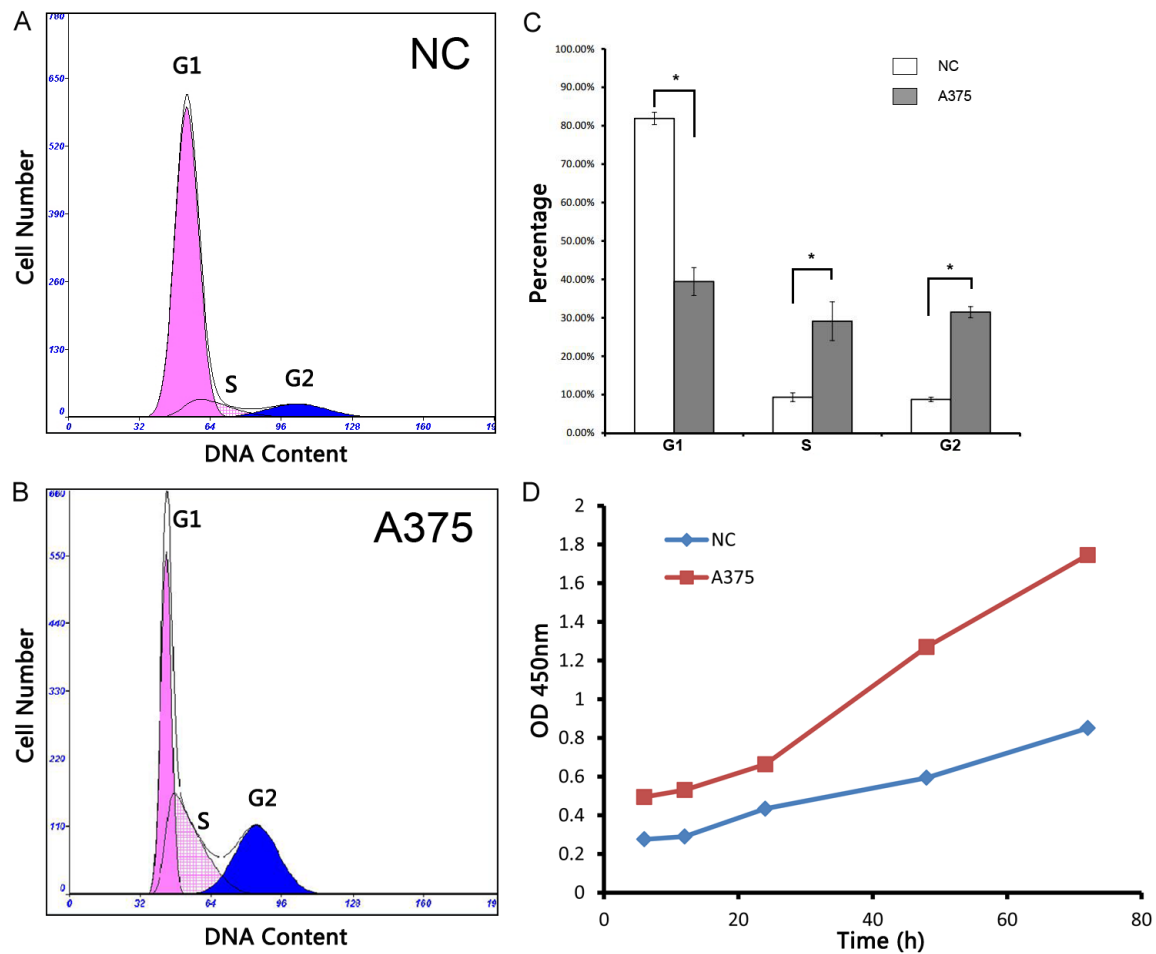 A
NC
780
650
520
390
260
130
0
G1
S
G2
0 32 64 96 128 160 19
Cell Number
DNA Content
B
A375
660
550
440
330
220
110
0
G1
S
G2
0 32 64 96 128 160 19
Cell Number
DNA Content
C
100.00%
90.00%
80.00%
70.00%
60.00%
50.00%
40.00%
30.00%
20.00%
10.00%
0.00%
Percentage
NC
A375
*
*
*
G1 S G2
D
2
1.8
1.6
1.4
1.2
1
0.8
0.6
0.4
0.2
0
OD 450nm
NC
A375
0 20 40 60 80
Time (h)